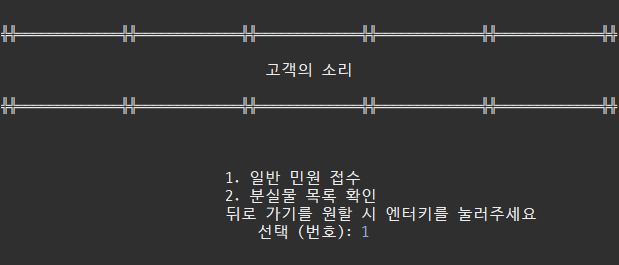 고객의 소리
1. 일반 민원 접수
2. 분실물 목록 확인
뒤로 가기를 원할 시 엔터키를 눌러주세요
선택 (번호): 1